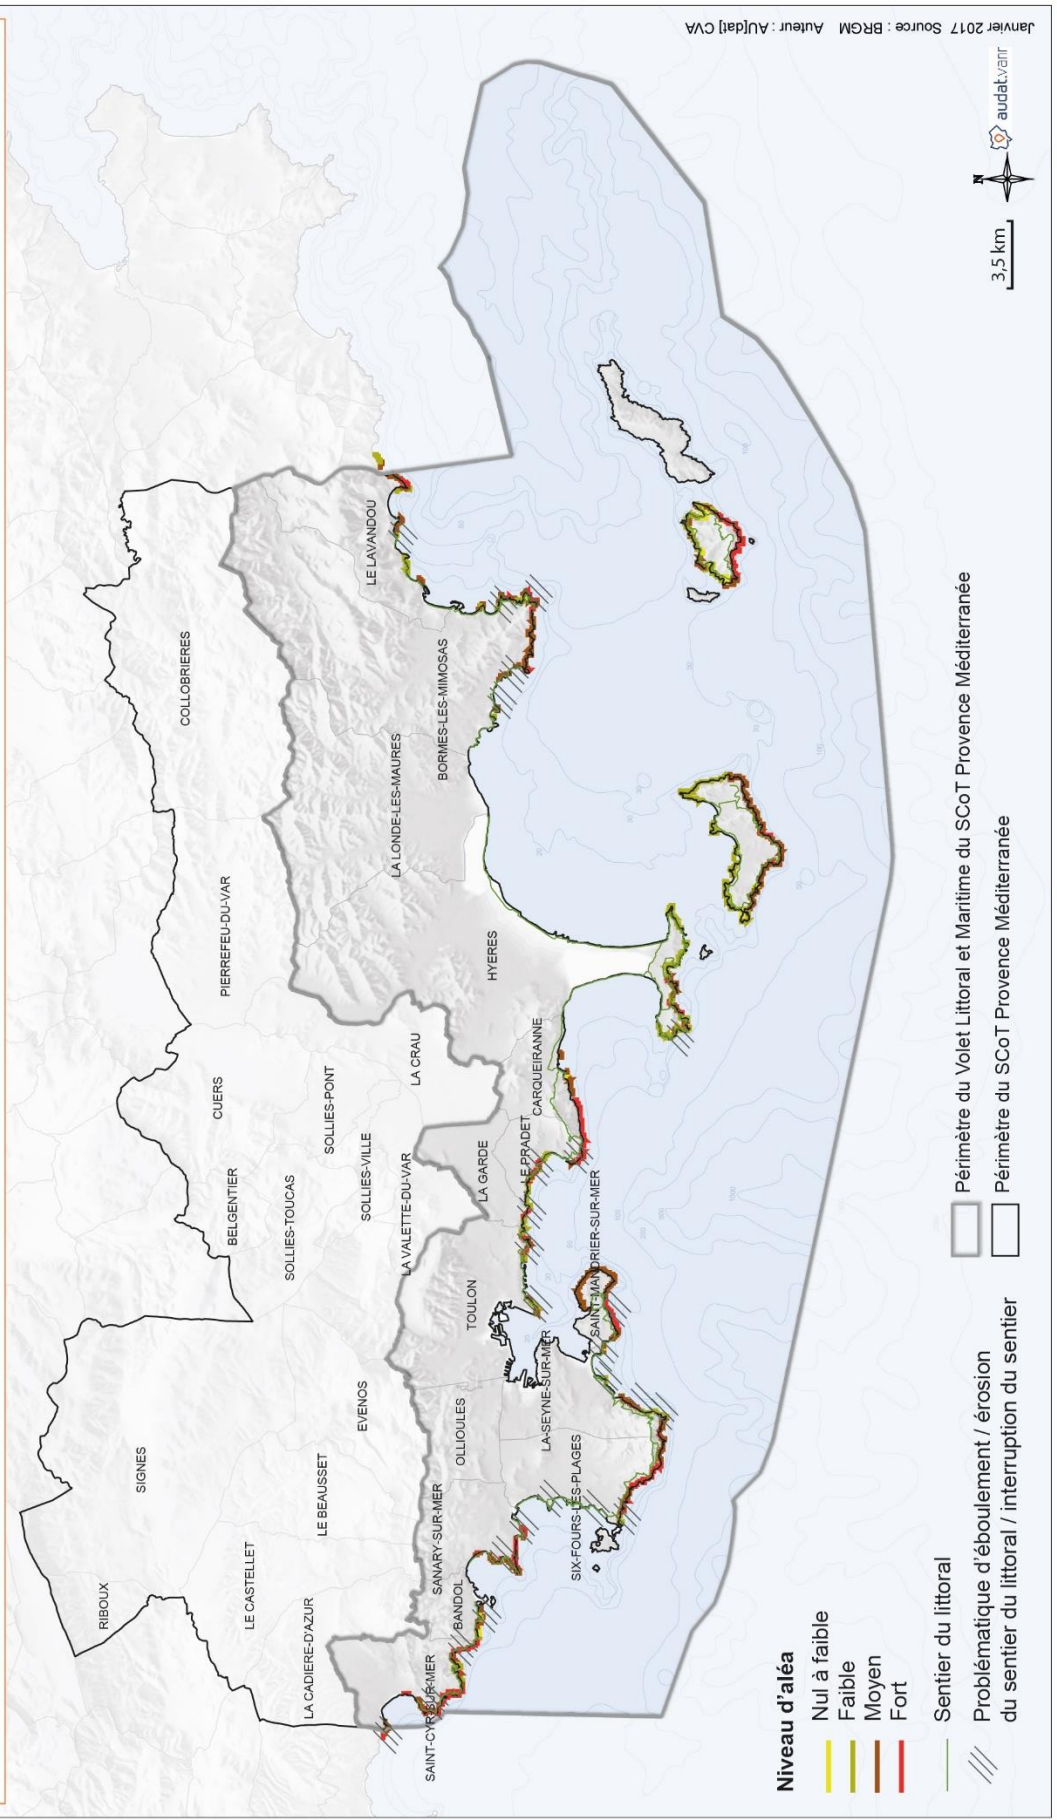 RIBOUX
SIGNES
LE CASTELLET
LA CADIERE-D'AZUR
LE BEAUSSET
EVENOS
BELGENTIER
CUERS
SOLLIES-TOUCAS
SOLLIES-PONT
SOLLIES-VILLE
LA VALETTE-DU-VAR
LA CRAU
PIERREFEU-DU-VAR
COLLOBRIERES
SAINT-CYR-SUR-MER
BANDOL
SANARY-SUR-MER
OLLIOULES
TOULON
LA GARDE
LE PRADET
CARQUEIRANNE
HYERES
LA LONDE-LES-MAURES
BORMES-LES-MIMOSAS
LE LAVANDOU
SIX-FOURS-LES-PLAGES
LA-SEYNE-SUR-MER
SAINT-MANDRIER-SUR-MER
Niveau d'aléa
Nul à faible
Faible
Moyen
Fort
Sentier du littoral
Problématique d'éboulement / érosion
du sentier du littoral / interruption du sentier
Périmètre du Volet Littoral et Maritime du SCoT Provence Méditerranée
Périmètre du SCoT Provence Méditerranée
3,5 km
N
audat.var
Janvier 2017 Source : BRGM Auteur : AU[dat] CVA